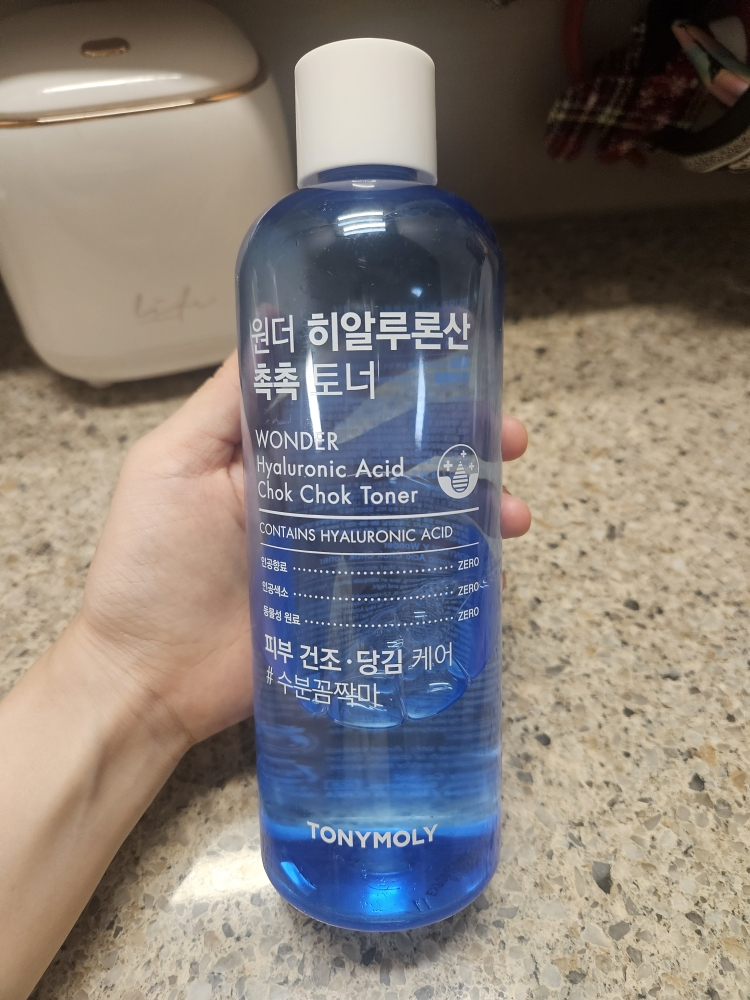 Life
원더 히알루론산
촉촉 토너
WONDER
Hyaluronic Acid
Chok Chok Toner
CONTAINS HYALURONIC ACID
인공향료 ZERO
인공색소 ZERO
동물성 원료 ZERO
피부 건조·당김 케어
#수분꼼짝마
TONYMOLY